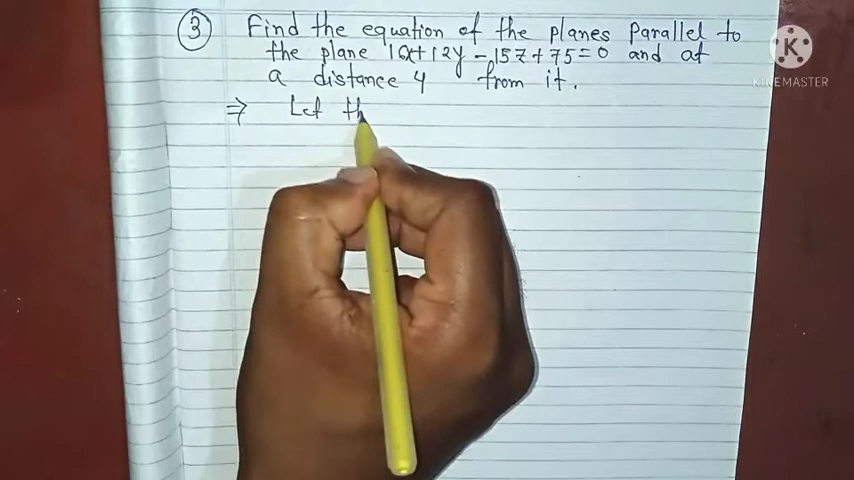 3 Find the equation of the planes parallel to
the plane 16x+12y-15z+75=0 and at
a distance 4 from it.
⇒ Let th
K
KINEMASTER